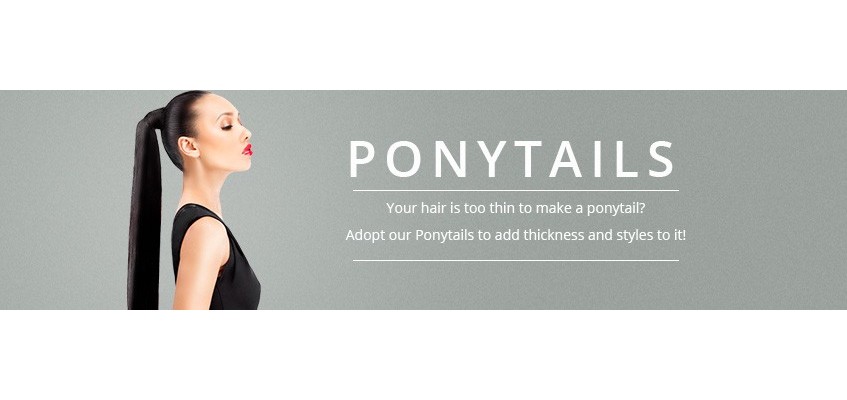 PONYTAILS
Your hair is too thin to make a ponytail?
Adopt our Ponytails to add thickness and styles to it!